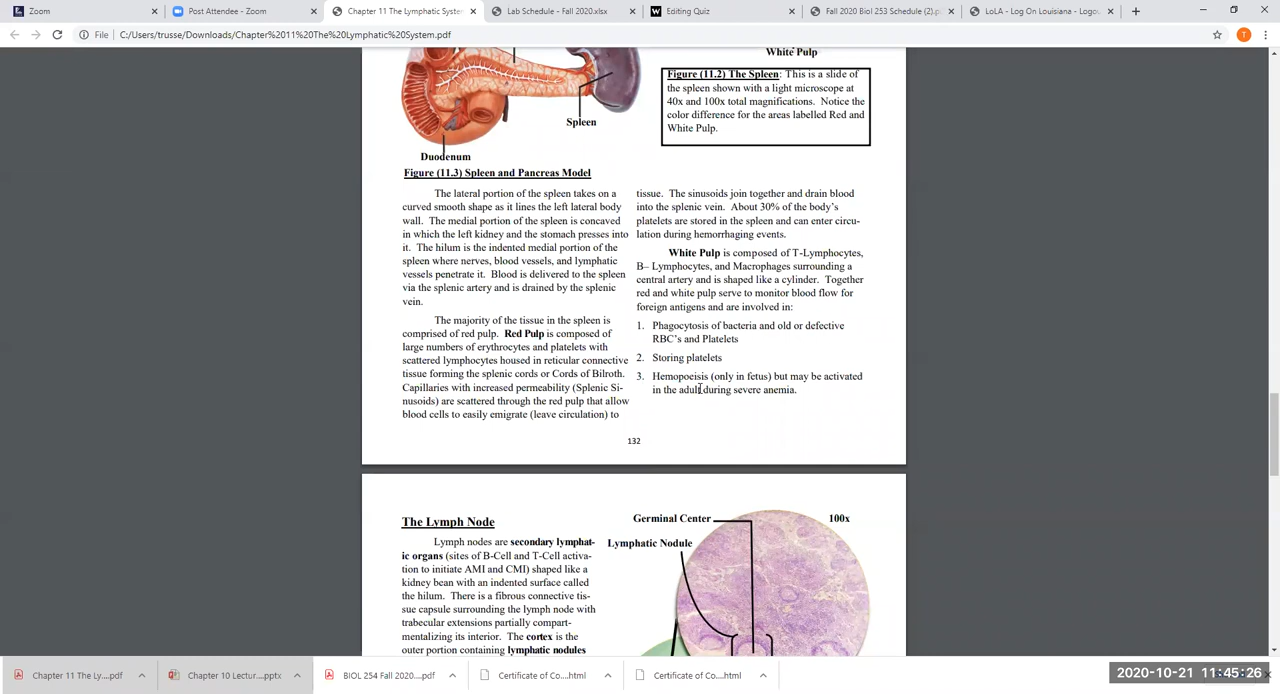 Zoom
Post Attendee - Zoom
Chapter 11 The Lymphatic Syste
Lab Schedule - Fall 2020.xlsx
Editing Quiz
Fall 2020 Biol 253 Schedule (2).p
LoLA - Log On Louisiana - Logou
File C:/Users/trusse/Downloads/Chapter%2011%20The%20Lymphatic%20System.pdf
T
White Pulp
Figure (11.2) The Spleen: This is a slide of
the spleen shown with a light microscope at
40x and 100x total magnifications. Notice the
color difference for the areas labelled Red and
White Pulp.
Spleen
Duodenum
Figure (11.3) Spleen and Pancreas Model
The lateral portion of the spleen takes on a
curved smooth shape as it lines the left lateral body
wall. The medial portion of the spleen is concaved
in which the left kidney and the stomach presses into
it. The hilum is the indented medial portion of the
spleen where nerves, blood vessels, and lymphatic
vessels penetrate it. Blood is delivered to the spleen
via the splenic artery and is drained by the splenic
vein.
The majority of the tissue in the spleen is
comprised of red pulp. Red Pulp is composed of
large numbers of erythrocytes and platelets with
scattered lymphocytes housed in reticular connective
tissue forming the splenic cords or Cords of Bilroth.
Capillaries with increased permeability (Splenic Si-
nusoids) are scattered through the red pulp that allow
blood cells to easily emigrate (leave circulation) to
tissue. The sinusoids join together and drain blood
into the splenic vein. About 30% of the body's
platelets are stored in the spleen and can enter circu-
lation during hemorrhaging events.
White Pulp is composed of T-Lymphocytes,
B– Lymphocytes, and Macrophages surrounding a
central artery and is shaped like a cylinder. Together
red and white pulp serve to monitor blood flow for
foreign antigens and are involved in:
1. Phagocytosis of bacteria and old or defective
RBC's and Platelets
2. Storing platelets
3. Hemopoeisis (only in fetus) but may be activated
in the adult during severe anemia.
132
The Lymph Node
Lymph nodes are secondary lymphat-
ic organs (sites of B-Cell and T-Cell activa-
tion to initiate AMI and CMI) shaped like a
kidney bean with an indented surface called
the hilum. There is a fibrous connective tis-
sue capsule surrounding the lymph node with
trabecular extensions partially compart-
mentalizing its interior. The cortex is the
outer portion containing lymphatic nodules
Germinal Center
100x
Lymphatic Nodule
Chapter 11 The Ly....pdf
Chapter 10 Lectur....pptx
BIOL 254 Fall 2020....pdf
Certificate of Co....html
Certificate of Co....html
2020-10-21 11:45:26